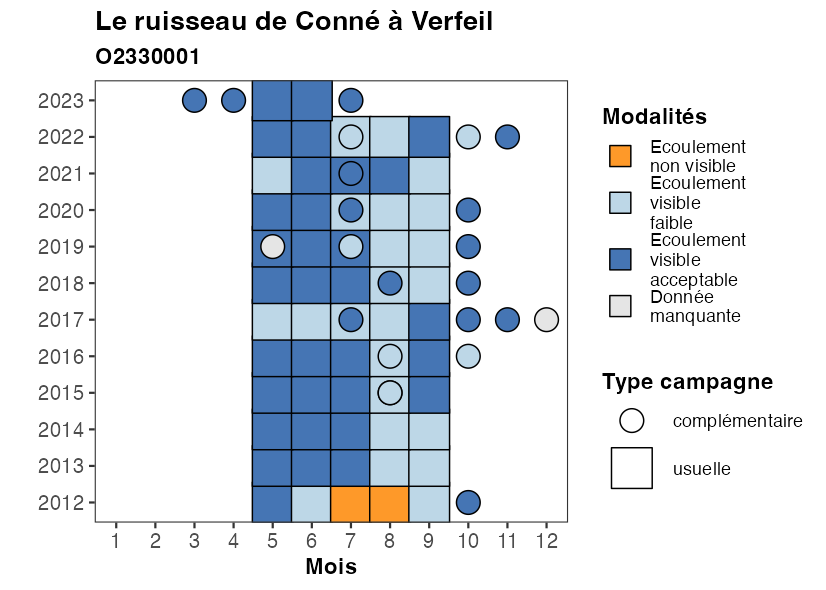 Le ruisseau de Conné à Verfeil
O2330001
2023
2022
2021
2020
2019
2018
2017
2016
2015
2014
2013
2012
1 2 3 4 5 6 7 8 9 10 11 12
Mois
Modalités
Ecoulement
non visible
Ecoulement
visible
faible
Ecoulement
visible
acceptable
Donnée
manquante
Type campagne
complémentaire
usuelle